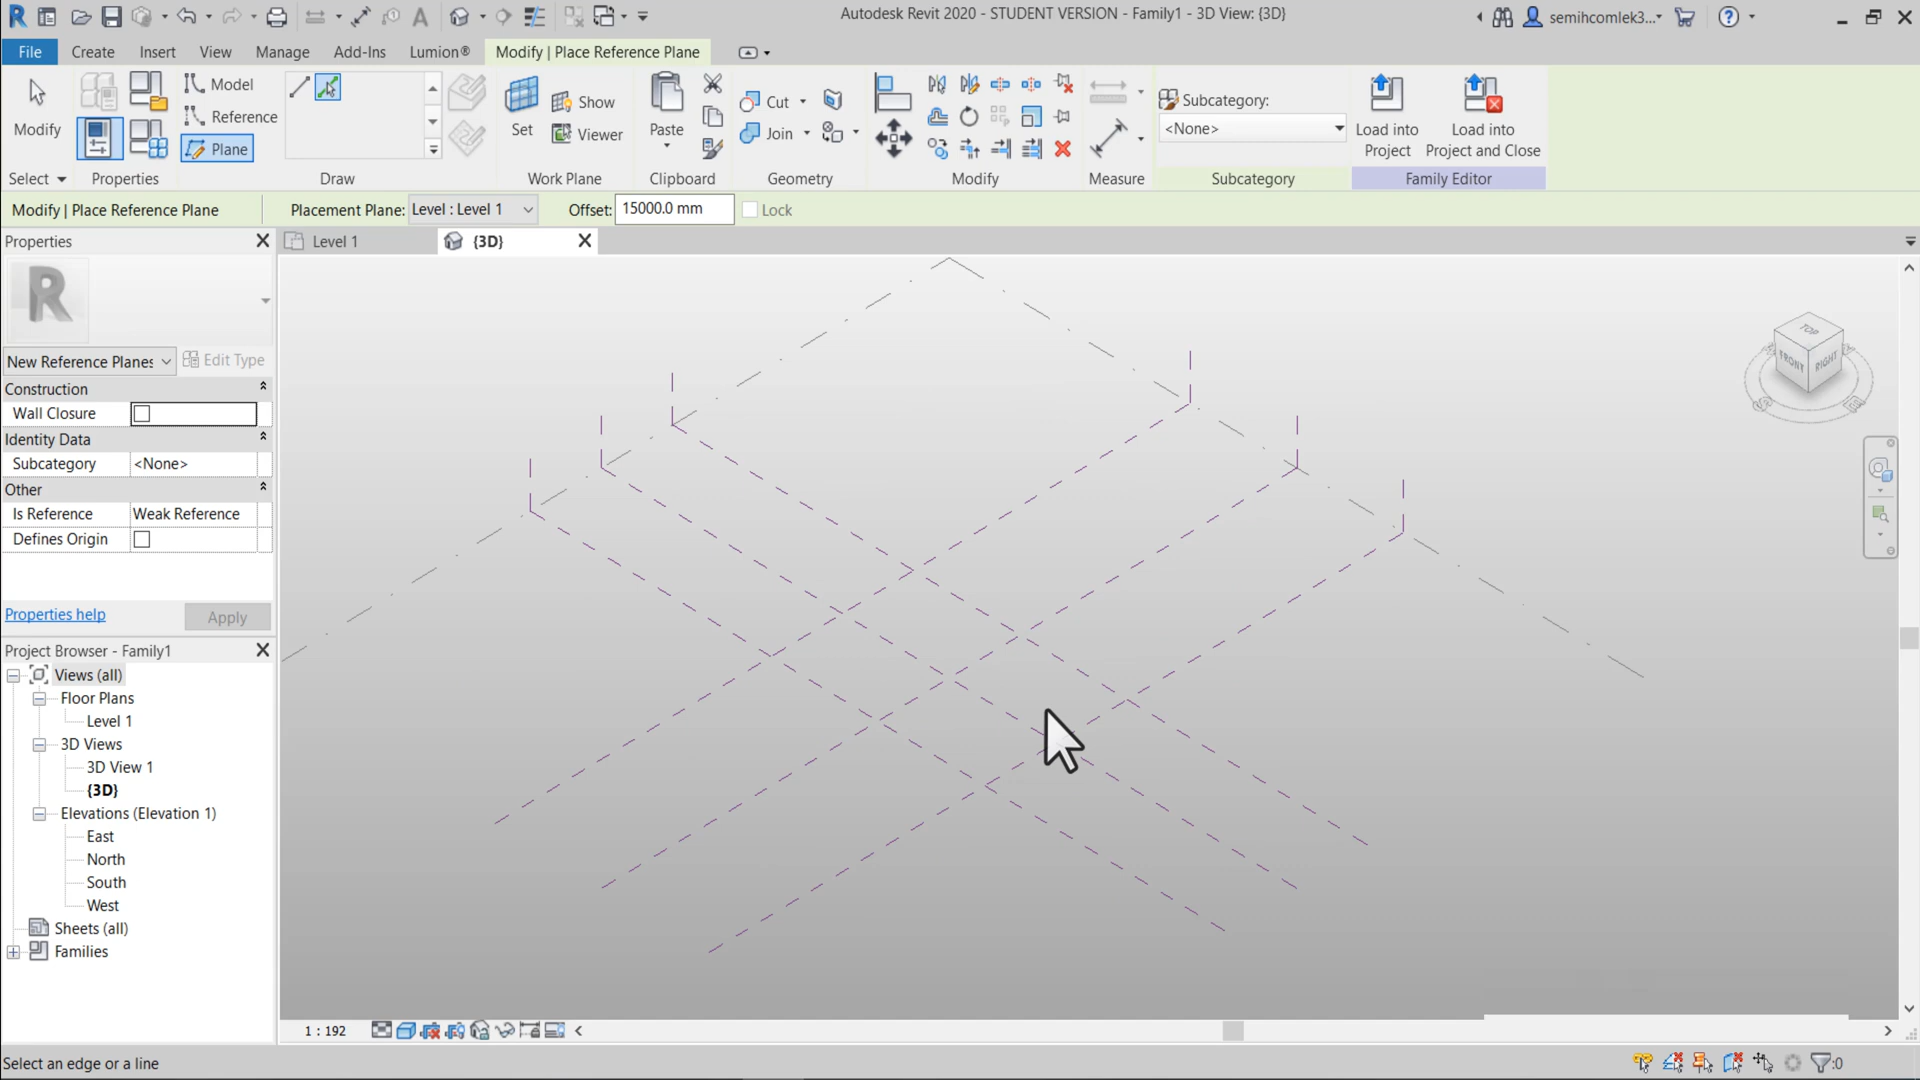 Autodesk Revit 2020 - STUDENT VERSION - Family1 - 3D View: {3D}
semihcomlek3...
File
Create
Insert
View
Manage
Add-Ins
Lumion®
Modify | Place Reference Plane
Modify
Model
Reference
Plane
Set
Show
Viewer
Paste
Cut
Join
Subcategory:
<None>
Load into
Project
Load into
Project and Close
Select
Properties
Draw
Work Plane
Clipboard
Geometry
Modify
Measure
Subcategory
Family Editor
Modify | Place Reference Plane
Placement Plane:
Level : Level 1
Offset:
15000.0 mm
Lock
Properties
Level 1
{3D}
R
New Reference Planes
Edit Type
Construction
Wall Closure
Identity Data
Subcategory
<None>
Other
Is Reference
Weak Reference
Defines Origin
Properties help
Apply
TOP
FRONT
RIGHT
S
E
Project Browser - Family1
Views (all)
Floor Plans
Level 1
3D Views
3D View 1
{3D}
Elevations (Elevation 1)
East
North
South
West
Sheets (all)
Families
1 : 192
Select an edge or a line
:0